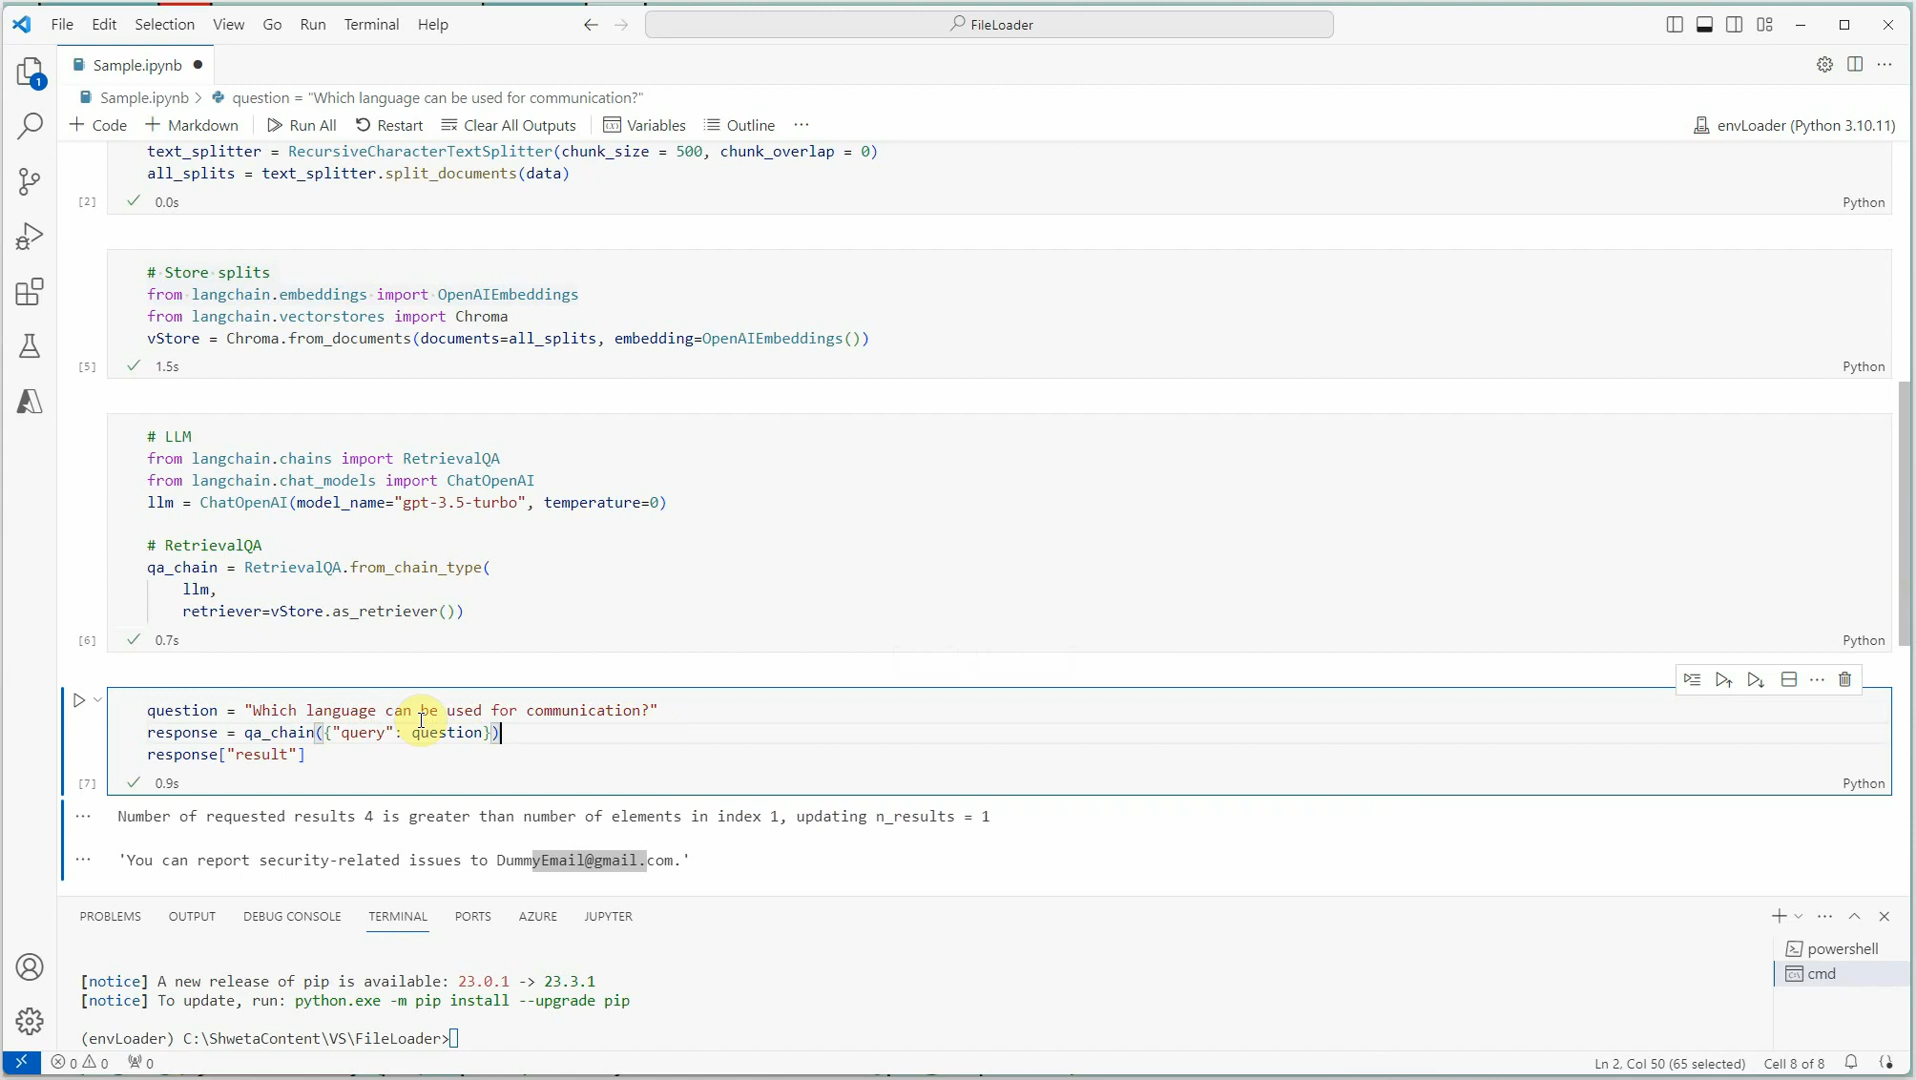 File Edit Selection View Go Run Terminal Help
FileLoader
Sample.ipynb
Sample.ipynb > question = "Which language can be used for communication?"
+ Code + Markdown Run All Restart Clear All Outputs Variables Outline ...
envLoader (Python 3.10.11)
text_splitter = RecursiveCharacterTextSplitter(chunk_size = 500, chunk_overlap = 0)
all_splits = text_splitter.split_documents(data)
[2] 0.0s Python
# Store splits
from langchain.embeddings import OpenAIEmbeddings
from langchain.vectorstores import Chroma
vStore = Chroma.from_documents(documents=all_splits, embedding=OpenAIEmbeddings())
[5] 1.5s Python
# LLM
from langchain.chains import RetrievalQA
from langchain.chat_models import ChatOpenAI
llm = ChatOpenAI(model_name="gpt-3.5-turbo", temperature=0)
# RetrievalQA
qa_chain = RetrievalQA.from_chain_type(
llm,
retriever=vStore.as_retriever())
[6] 0.7s Python
question = "Which language can be used for communication?"
response = qa_chain({"query": question})
response["result"]
[7] 0.9s Python
... Number of requested results 4 is greater than number of elements in index 1, updating n_results = 1
... 'You can report security-related issues to DummyEmail@gmail.com.'
PROBLEMS OUTPUT DEBUG CONSOLE TERMINAL PORTS AZURE JUPYTER
powershell
cmd
[notice] A new release of pip is available: 23.0.1 -> 23.3.1
[notice] To update, run: python.exe -m pip install --upgrade pip
(envLoader) C:\ShwetaContent\VS\FileLoader>
1
0 0 0
Ln 2, Col 50 (65 selected) Cell 8 of 8